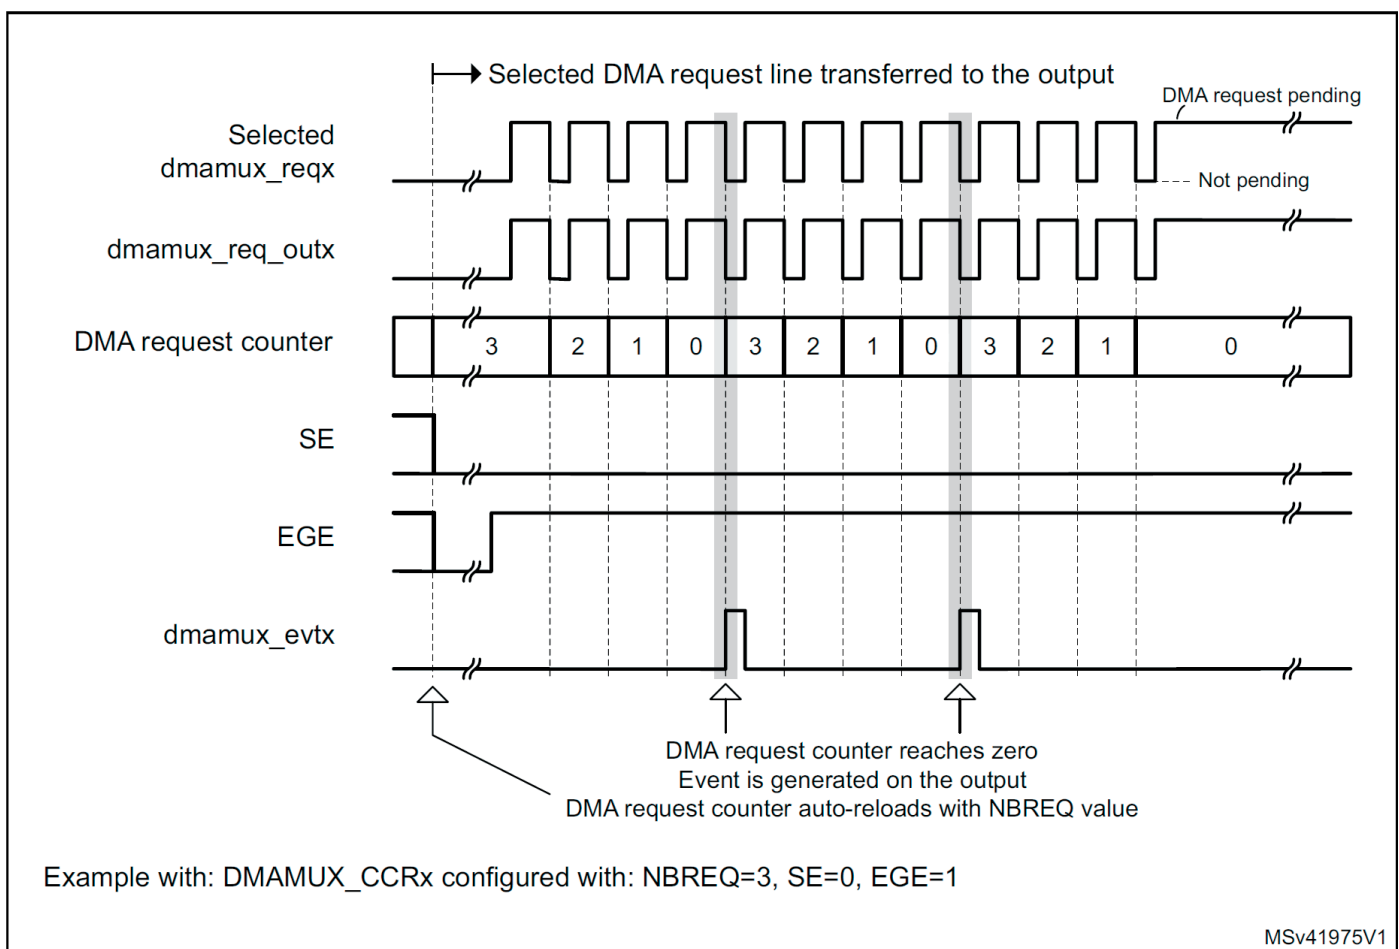 Selected DMA request line transferred to the output
DMA request pending
Selected
dmamux_reqx
Not pending
dmamux_req_outx
DMA request counter
3 2 1 0 3 2 1 0 3 2 1 0
SE
EGE
dmamux_evtx
DMA request counter reaches zero
Event is generated on the output
DMA request counter auto-reloads with NBREQ value
Example with: DMAMUX_CCRx configured with: NBREQ=3, SE=0, EGE=1
MSv41975V1